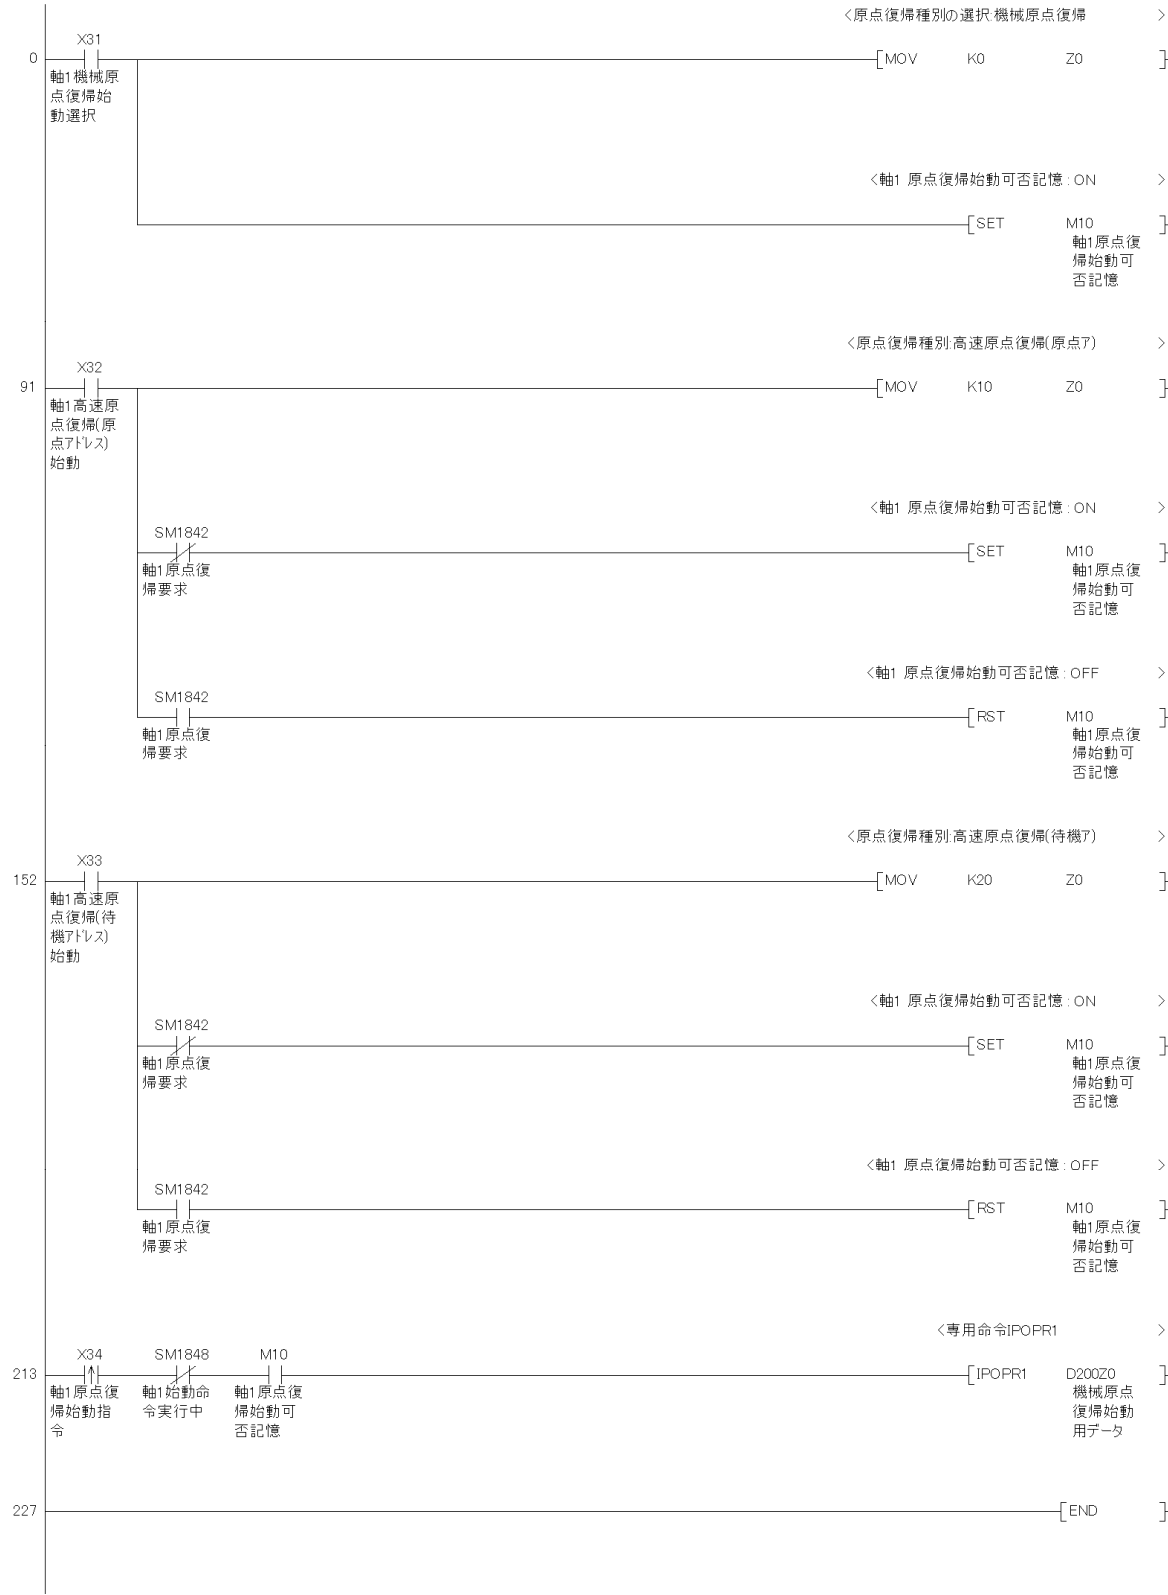 <原点復帰種別の選択:機械原点復帰 >
X31
0 [MOV K0 Z0 ]
軸1機械原
点復帰始
動選択
<軸1 原点復帰始動可否記憶:ON >
[SET M10 ]
軸1原点復
帰始動可
否記憶
<原点復帰種別:高速原点復帰(原点ア) >
X32
91 [MOV K10 Z0 ]
軸1高速原
点復帰(原
点アドレス)
始動
<軸1 原点復帰始動可否記憶:ON >
SM1842
[SET M10 ]
軸1原点復
帰要求
軸1原点復
帰始動可
否記憶
<軸1 原点復帰始動可否記憶:OFF >
SM1842
[RST M10 ]
軸1原点復
帰要求
軸1原点復
帰始動可
否記憶
<原点復帰種別:高速原点復帰(待機ア) >
X33
152 [MOV K20 Z0 ]
軸1高速原
点復帰(待
機アドレス)
始動
<軸1 原点復帰始動可否記憶:ON >
SM1842
[SET M10 ]
軸1原点復
帰要求
軸1原点復
帰始動可
否記憶
<軸1 原点復帰始動可否記憶:OFF >
SM1842
[RST M10 ]
軸1原点復
帰要求
軸1原点復
帰始動可
否記憶
<専用命令IPOPR1 >
X34 SM1848 M10
213 [IPOPR1 D200Z0 ]
軸1原点復
帰始動指
令
軸1始動命
令実行中
軸1原点復
帰始動可
否記憶
機械原点
復帰始動
用データ
227 [END ]